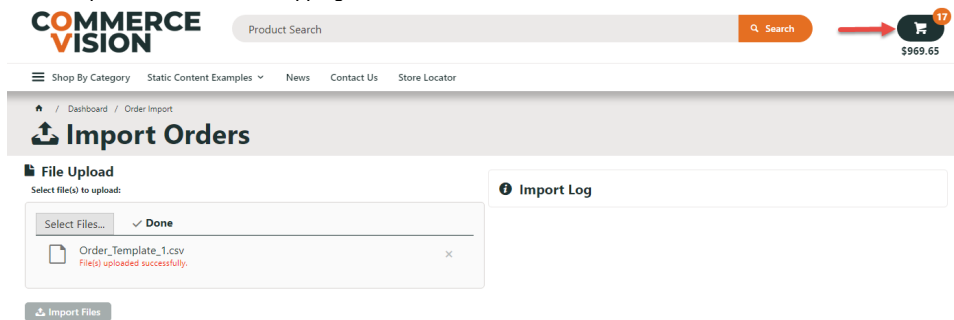 COMMERCE
VISION
Product Search
Search
17
$969.65
Shop By Category Static Content Examples News Contact Us Store Locator
/ Dashboard / Order Import
Import Orders
File Upload
Select file(s) to upload:
Import Log
Select Files... Done
Order_Template_1.csv
File(s) uploaded successfully.
Import Files